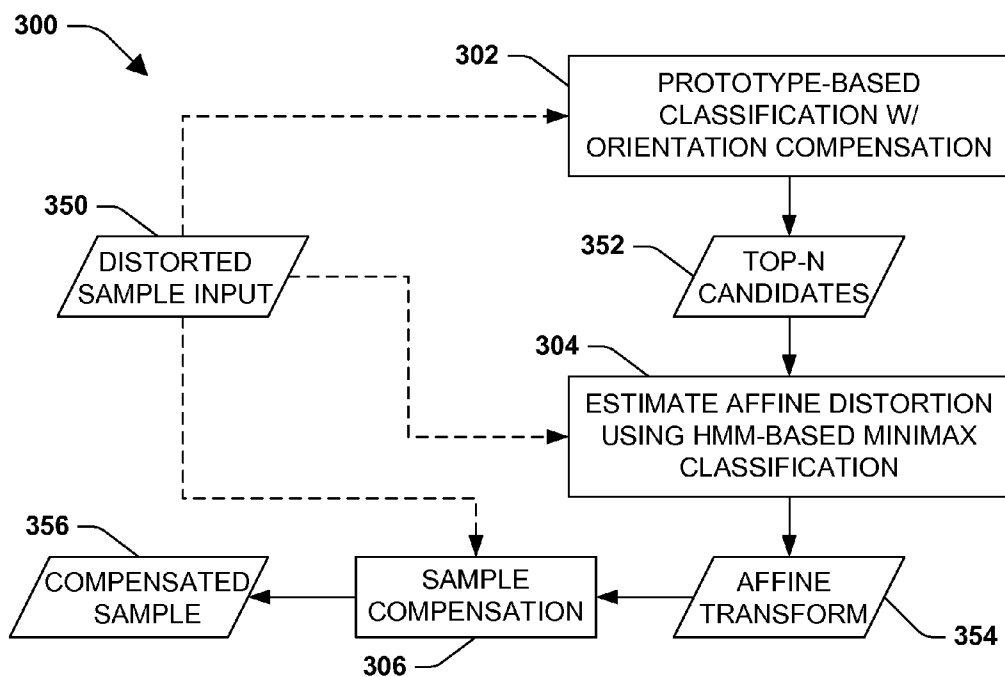 300
302
PROTOTYPE-BASED
CLASSIFICATION W/
ORIENTATION COMPENSATION
350
DISTORTED
SAMPLE INPUT
352
TOP-N
CANDIDATES
304
ESTIMATE AFFINE DISTORTION
USING HMM-BASED MINIMAX
CLASSIFICATION
356
COMPENSATED
SAMPLE
SAMPLE
COMPENSATION
306
AFFINE
TRANSFORM
354